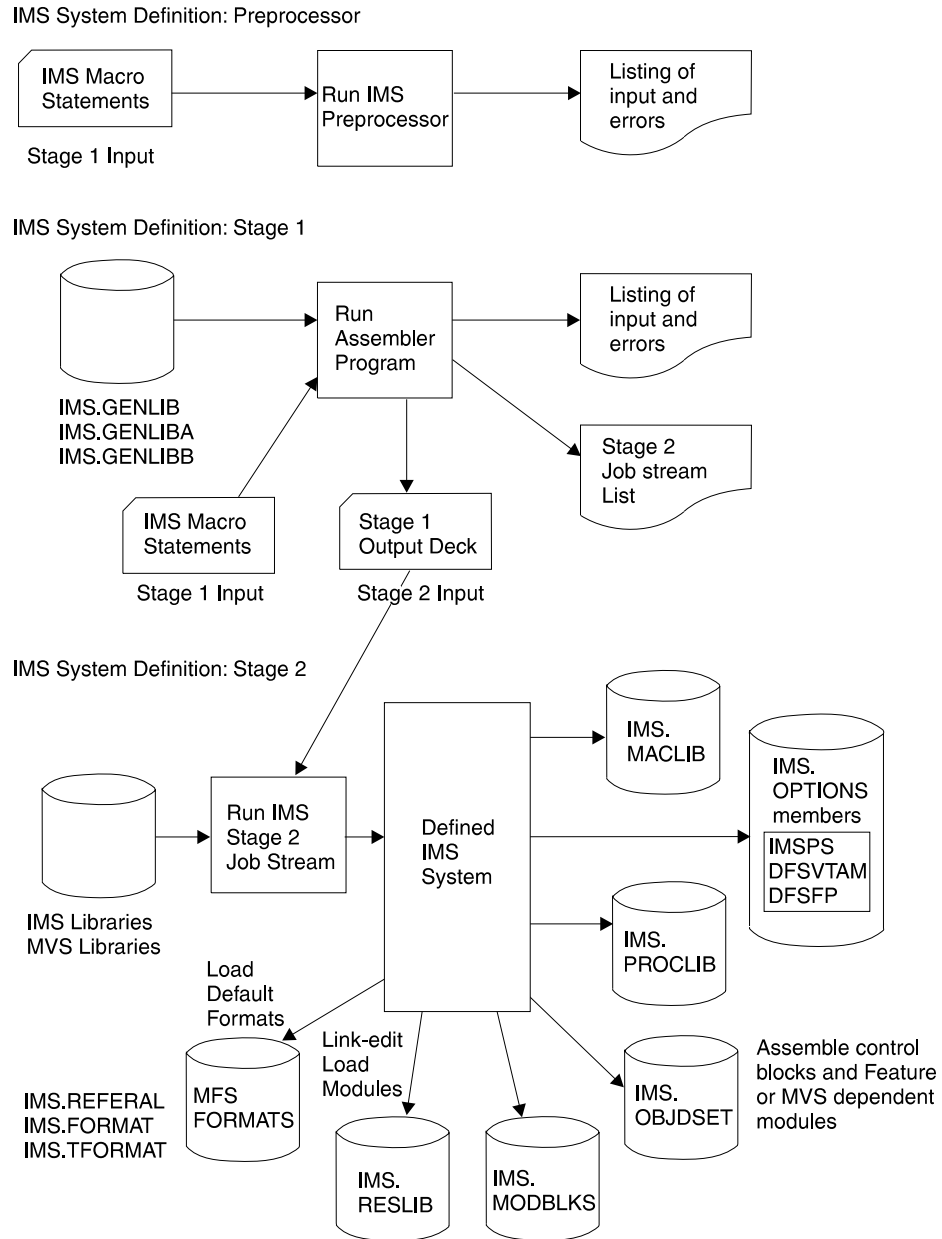 IMS System Definition: Preprocessor
IMS Macro
Statements
Stage 1 Input
Run IMS
Preprocessor
Listing of
input and
errors
IMS System Definition: Stage 1
IMS.GENLIB
IMS.GENLIBA
IMS.GENLIBB
Run
Assembler
Program
Listing of
input and
errors
Stage 2
Job stream
List
IMS Macro
Statements
Stage 1 Input
Stage 1
Output Deck
Stage 2 Input
IMS System Definition: Stage 2
IMS Libraries
MVS Libraries
Run IMS
Stage 2
Job Stream
Defined
IMS
System
IMS.
MACLIB
IMS.
OPTIONS
members
IMSPS
DFSVTAM
DFSFP
IMS.
PROCLIB
Load
Default
Formats
MFS
FORMATS
IMS.REFERAL
IMS.FORMAT
IMS.TFORMAT
Link-edit
Load
Modules
IMS.
RESLIB
IMS.
MODBLKS
IMS.
OBJDSET
Assemble control
blocks and Feature
or MVS dependent
modules